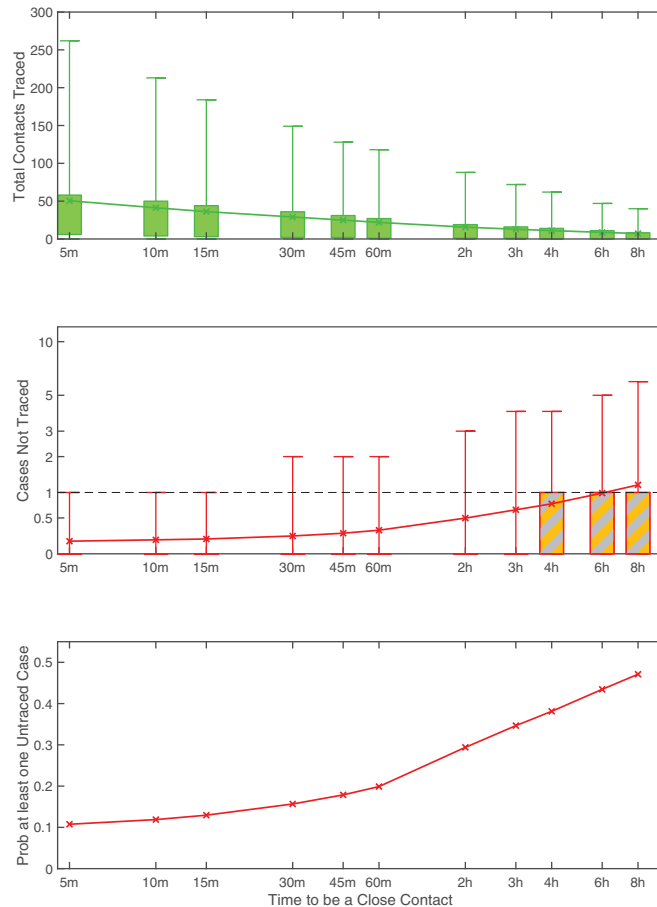 300
250
200
150
100
50
0
Total Contacts Traced
5m 10m 15m 30m 45m 60m 2h 3h 4h 6h 8h
10
5
3
2
1
0.5
0
Cases Not Traced
5m 10m 15m 30m 45m 60m 2h 3h 4h 6h 8h
0.5
0.4
0.3
0.2
0.1
0
Prob at least one Untraced Case
5m 10m 15m 30m 45m 60m 2h 3h 4h 6h 8h
Time to be a Close Contact